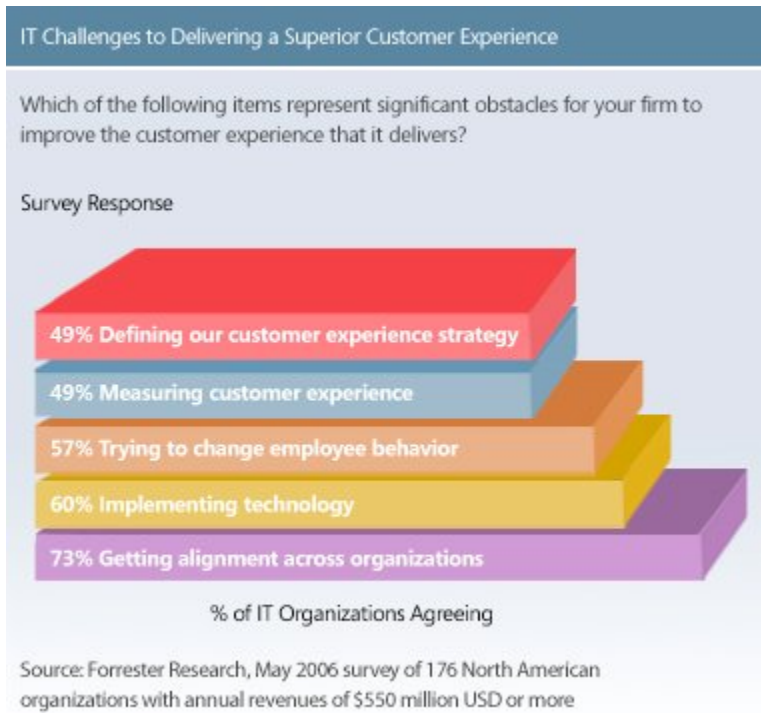 IT Challenges to Delivering a Superior Customer Experience
Which of the following items represent significant obstacles for your firm to
improve the customer experience that it delivers?
Survey Response
49% Defining our customer experience strategy
49% Measuring customer experience
57% Trying to change employee behavior
60% Implementing technology
73% Getting alignment across organizations
% of IT Organizations Agreeing
Source: Forrester Research, May 2006 survey of 176 North American
organizations with annual revenues of $550 million USD or more